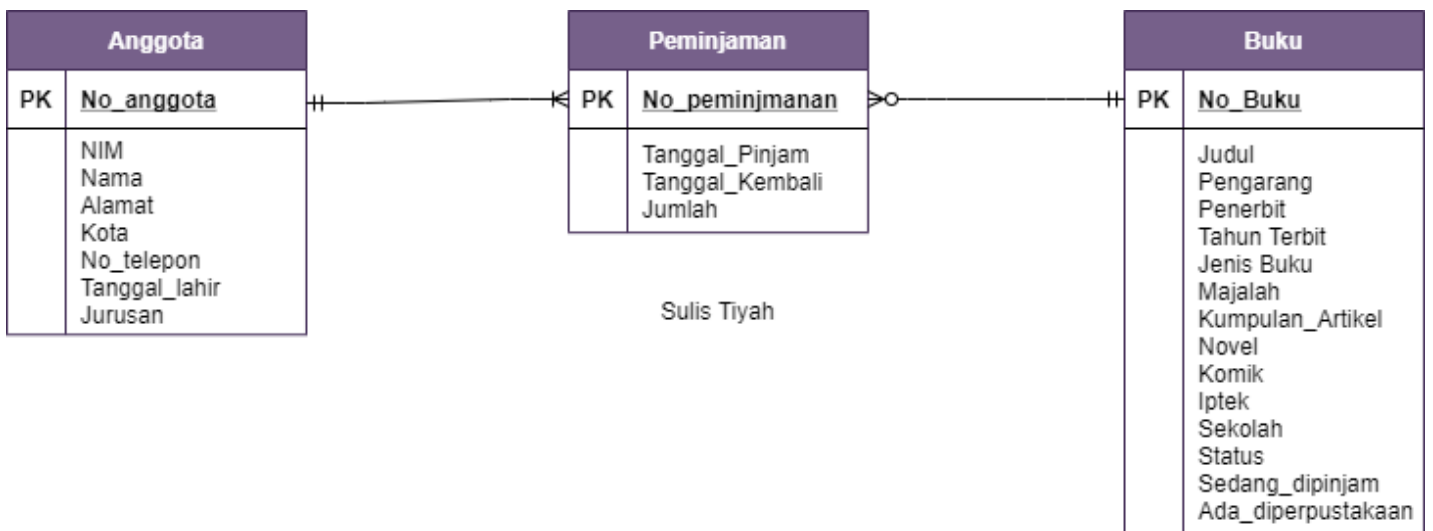 Anggota
PK No_anggota
NIM
Nama
Alamat
Kota
No_telepon
Tanggal_lahir
Jurusan
Peminjaman
PK No_peminjmanan
Tanggal_Pinjam
Tanggal_Kembali
Jumlah
Sulis Tiyah
Buku
PK No_Buku
Judul
Pengarang
Penerbit
Tahun Terbit
Jenis Buku
Majalah
Kumpulan_Artikel
Novel
Komik
Iptek
Sekolah
Status
Sedang_dipinjam
Ada_diperpustakaan